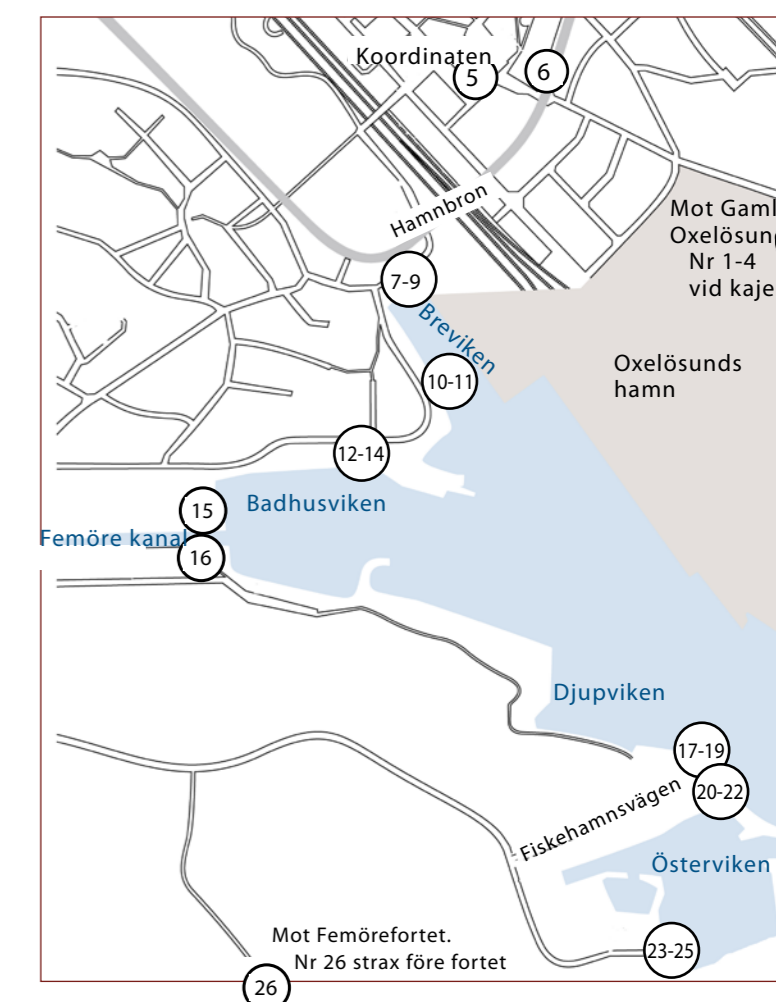 Koordinaten
5
6
Hamnbron
Mot Gaml
Oxelösung
Nr 1-4
vid kaje
7-9
Breviken
Oxelösunds
hamn
10-11
12-14
15
Badhusviken
Femöre kanal
16
Djupviken
17-19
20-22
Fiskehamnsvägen
Österviken
Mot Femörefortet.
Nr 26 strax före fortet
23-25
26